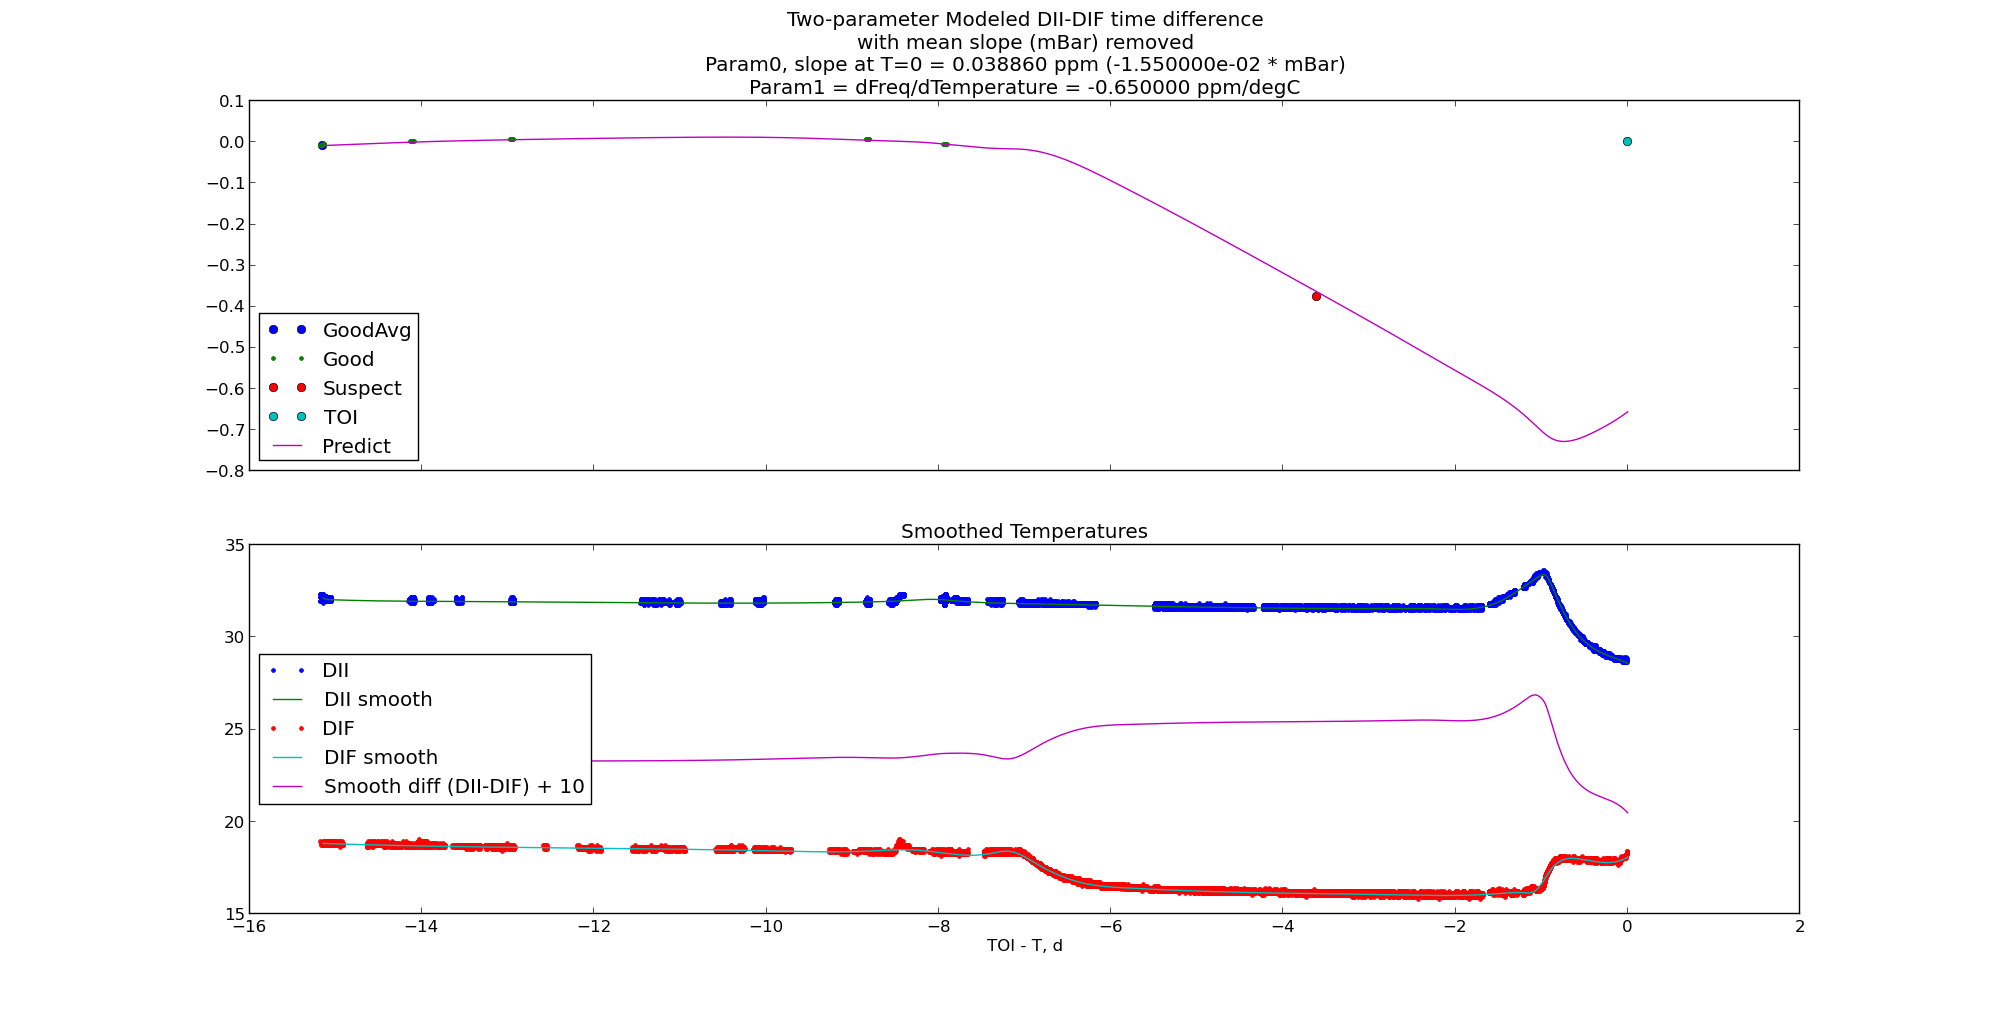 Two-parameter Modeled DII-DIF time difference
with mean slope (mBar) removed
Param0, slope at T=0 = 0.038860 ppm (-1.550000e-02 * mBar)
Param1 = dFreq/dTemperature = -0.650000 ppm/degC
0.1
0.0
−0.1
−0.2
−0.3
−0.4
−0.5
−0.6
−0.7
−0.8
GoodAvg
Good
Suspect
TOI
Predict
Smoothed Temperatures
35
30
25
20
15
DII
DII smooth
DIF
DIF smooth
Smooth diff (DII-DIF) + 10
−16 −14 −12 −10 −8 −6 −4 −2 0 2
TOI - T, d